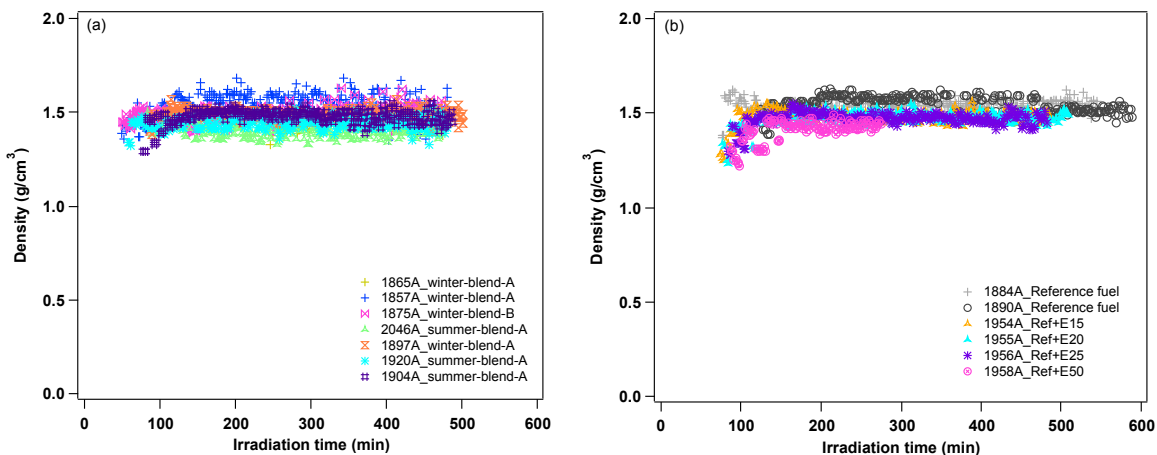 (a)
2.0
1.5
1.0
0.5
0.0
Density (g/cm³)
1865A_winter-blend-A
1857A_winter-blend-A
1875A_winter-blend-B
2046A_summer-blend-A
1897A_winter-blend-A
1920A_summer-blend-A
1904A_summer-blend-A
0 100 200 300 400 500 600
Irradiation time (min)
(b)
2.0
1.5
1.0
0.5
0.0
Density (g/cm³)
1884A_Reference fuel
1890A_Reference fuel
1954A_Ref+E15
1955A_Ref+E20
1956A_Ref+E25
1958A_Ref+E50
0 100 200 300 400 500 600
Irradiation time (min)